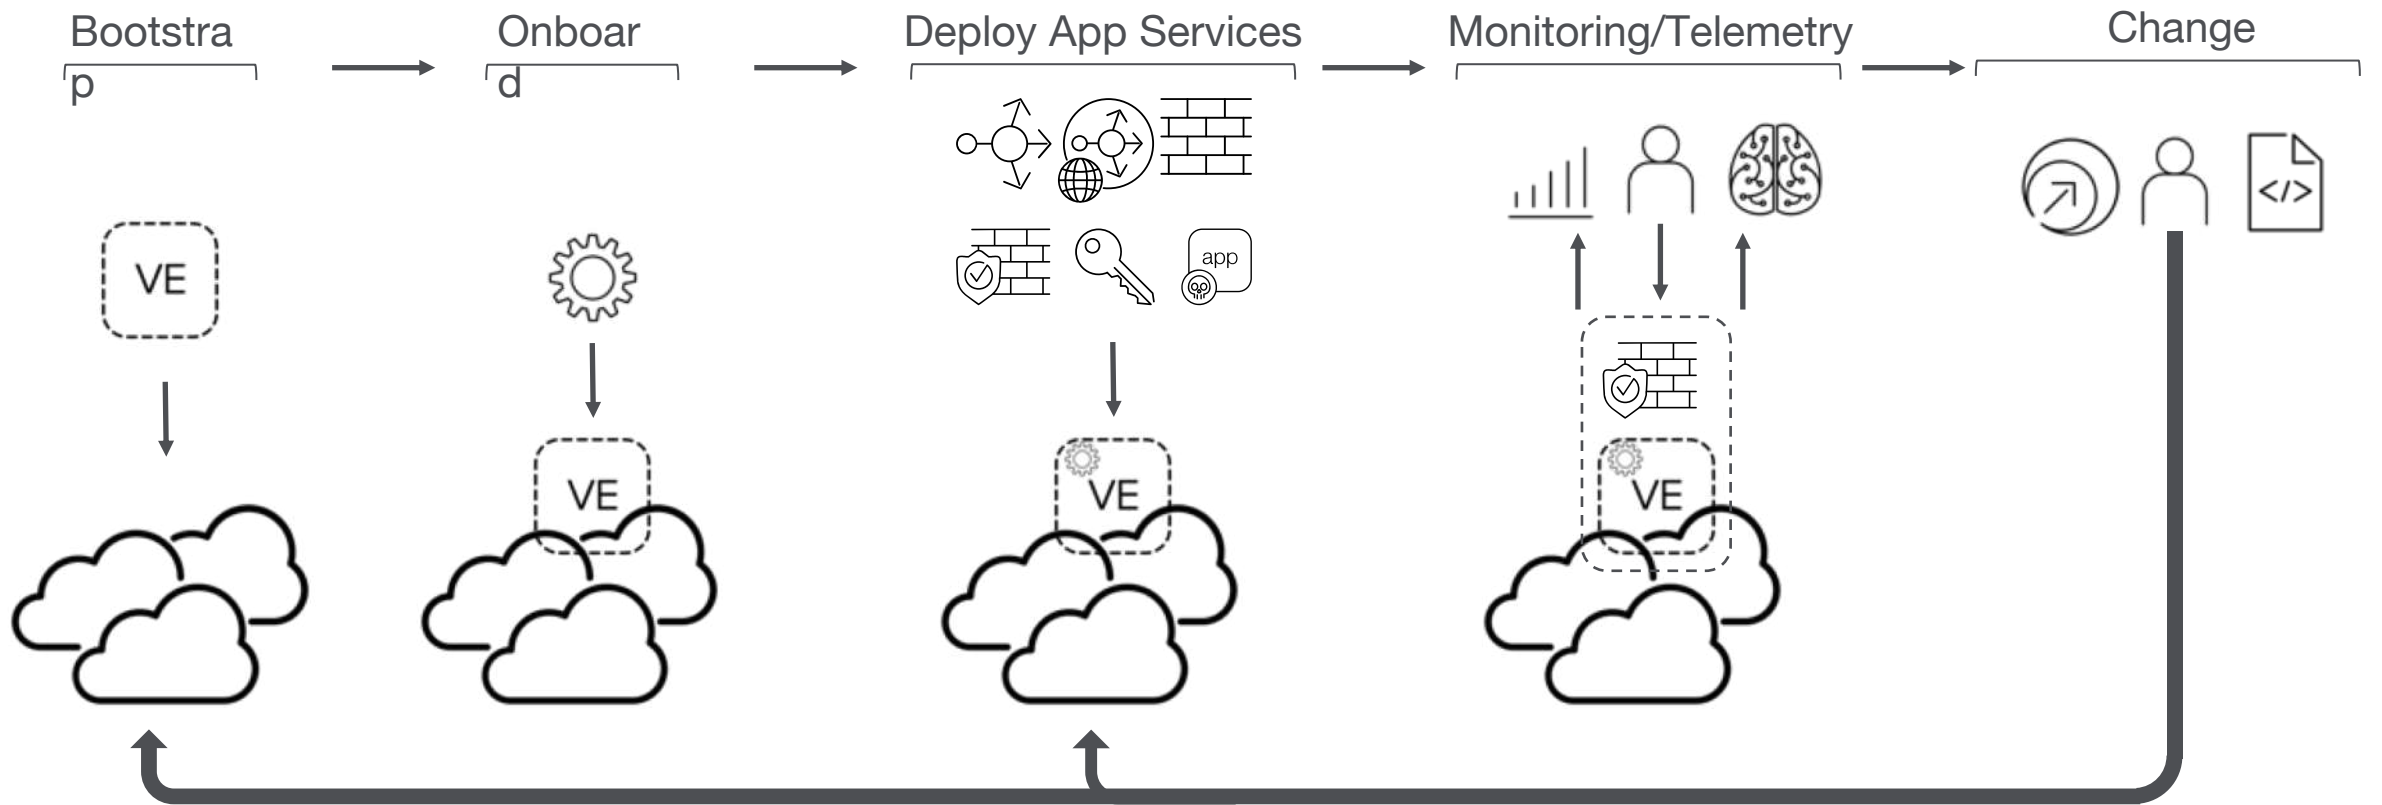 Bootstra
p
Onboar
d
Deploy App Services
Monitoring/Telemetry
Change
VE
app
</>
VE
VE
VE